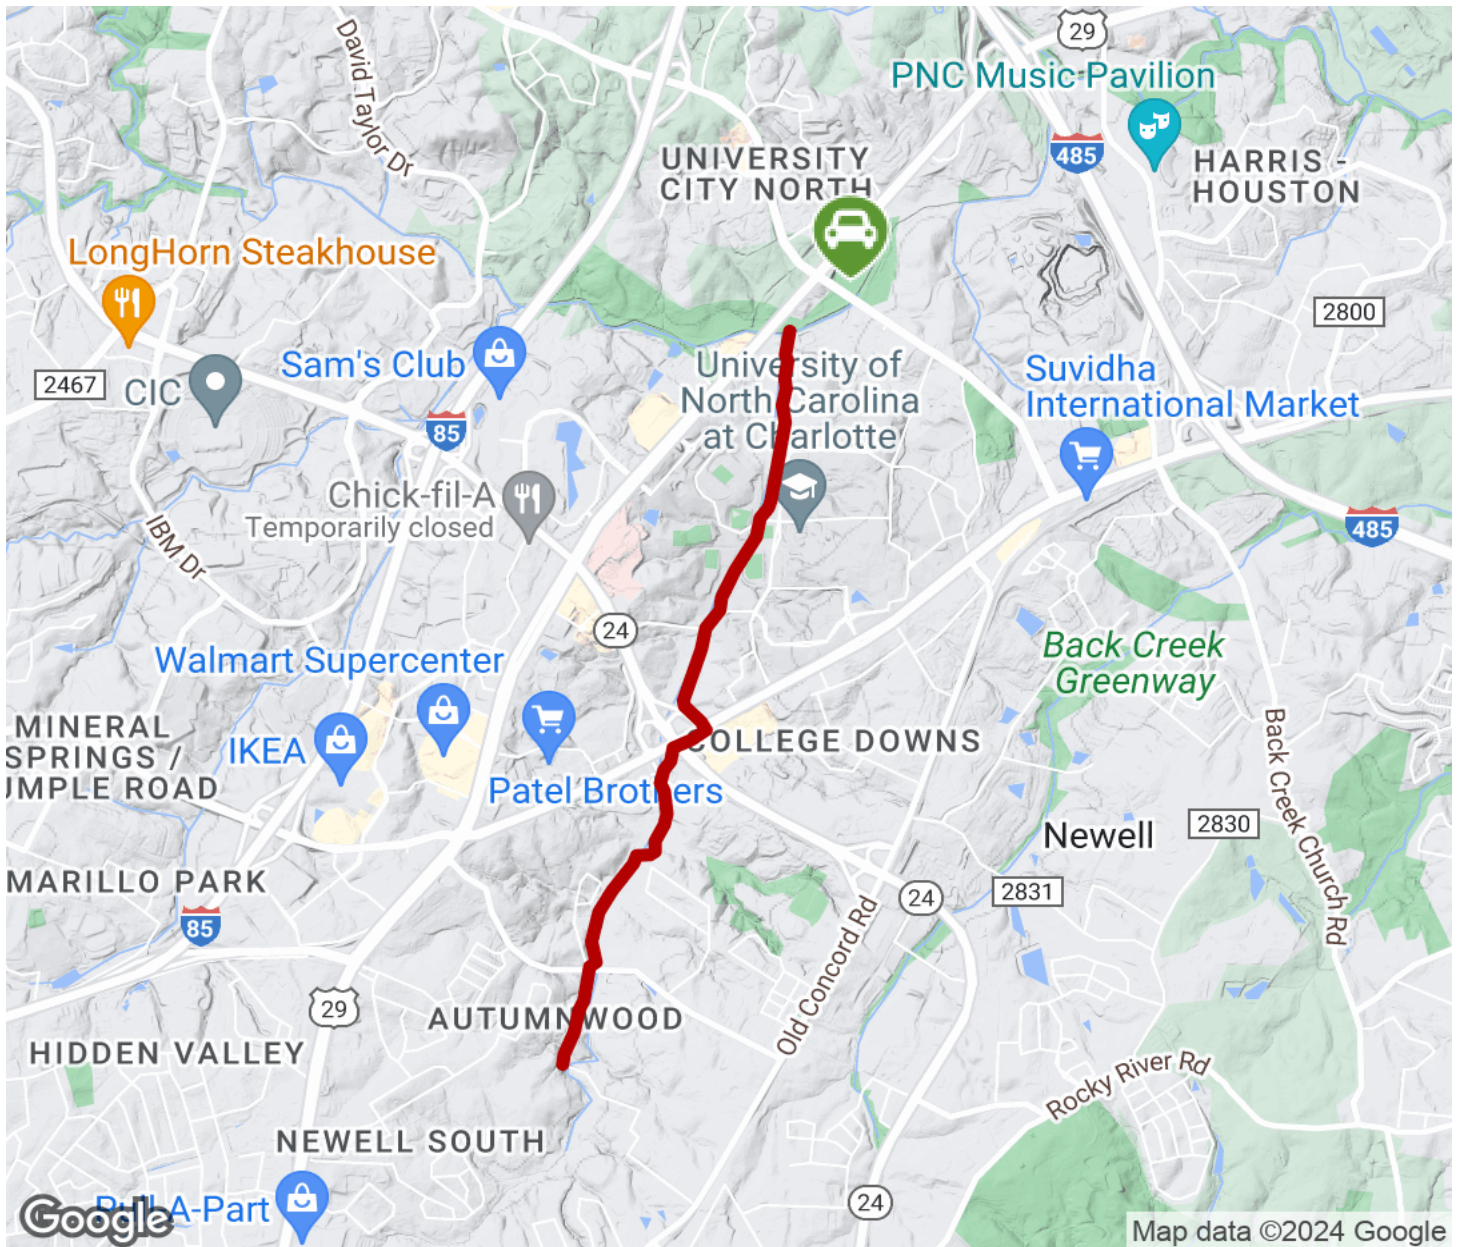 29
David Taylor Dr
PNC Music Pavilion
UNIVERSITY
CITY NORTH
485
HARRIS -
HOUSTON
LongHorn Steakhouse
2800
2467
CIC
Sam's Club
85
University of
North Carolina
at Charlotte
Suvidha
International Market
Chick-fil-A
Temporarily closed
485
IBM Dr
24
Walmart Supercenter
Back Creek
Greenway
MINERAL
SPRINGS /
UMPLE ROAD
IKEA
Patel Brothers
COLLEGE DOWNS
Back Creek Church Rd
Newell
2830
MARILLO PARK
85
2831
24
Old Concord Rd
29
AUTUMNWOOD
HIDDEN VALLEY
Rocky River Rd
NEWELL SOUTH
24
Pull-A-Part
Google
Map data ©2024 Google